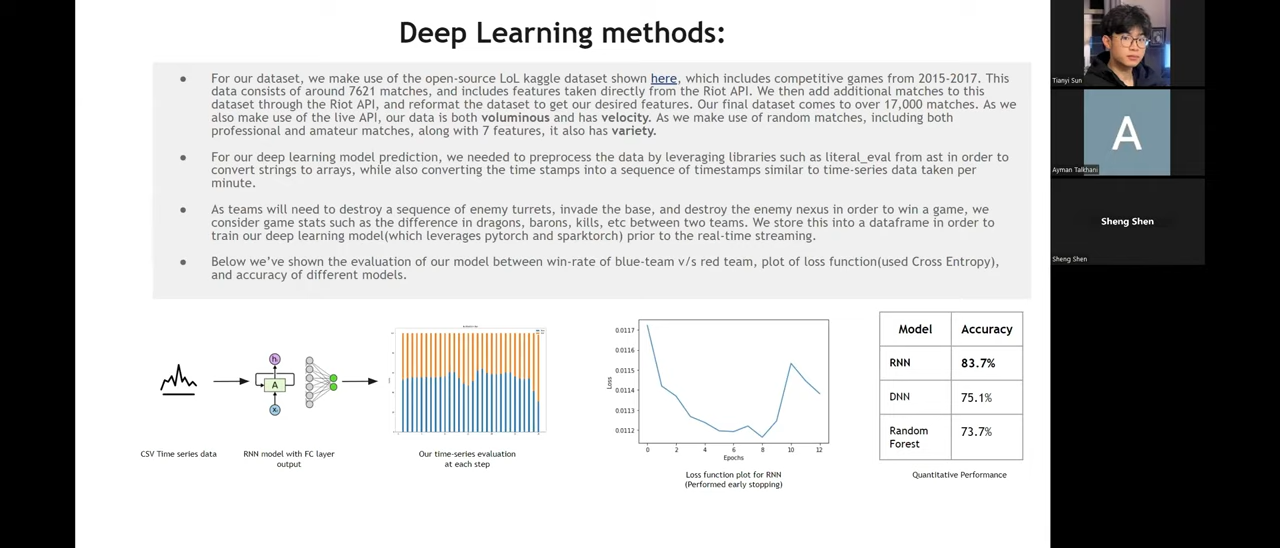 Deep Learning methods:
For our dataset, we make use of the open-source LoL kaggle dataset shown here, which includes competitive games from 2015-2017. This
data consists of around 7621 matches, and includes features taken directly from the Riot API. We then add additional matches to this
dataset through the Riot API, and reformat the dataset to get our desired features. Our final dataset comes to over 17,000 matches. As we
also make use of the live API, our data is both voluminous and has velocity. As we make use of random matches, including both
professional and amateur matches, along with 7 features, it also has variety.
For our deep learning model prediction, we needed to preprocess the data by leveraging libraries such as literal_eval from ast in order to
convert strings to arrays, while also converting the time stamps into a sequence of timestamps similar to time-series data taken per
minute.
As teams will need to destroy a sequence of enemy turrets, invade the base, and destroy the enemy nexus in order to win a game, we
consider game stats such as the difference in dragons, barons, kills, etc between two teams. We store this into a dataframe in order to
train our deep learning model(which leverages pytorch and sparktorch) prior to the real-time streaming.
Below we've shown the evaluation of our model between win-rate of blue-team v/s red team, plot of loss function(used Cross Entropy),
and accuracy of different models.
CSV Time series data
h
A
x
RNN model with FC layer
output
Our time-series evaluation
at each step
0.0117
0.0116
0.0115
0.0114
0.0113
0.0112
Loss
0 2 4 6 8 10 12
Epochs
Loss function plot for RNN
(Performed early stopping)
Model Accuracy
RNN 83.7%
DNN 75.1%
Random
Forest 73.7%
Quantitative Performance
Tianyi Sun
A
Ayman Talkhani
Sheng Shen
Sheng Shen